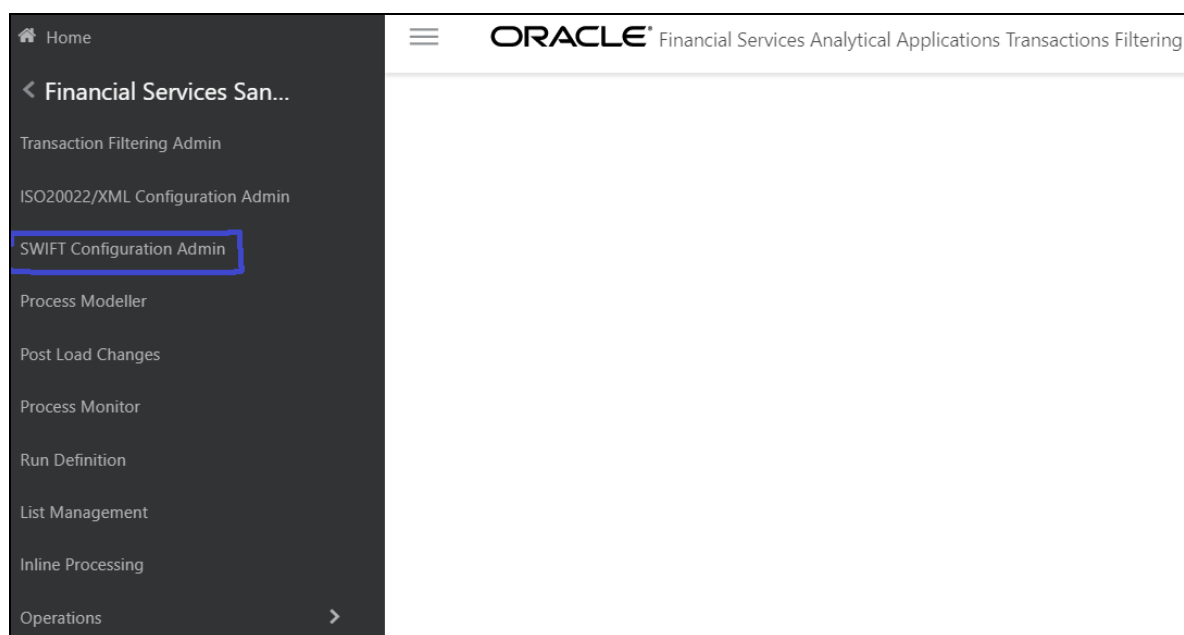 Home
ORACLE® Financial Services Analytical Applications Transactions Filtering
Financial Services San...
Transaction Filtering Admin
ISO20022/XML Configuration Admin
SWIFT Configuration Admin
Process Modeller
Post Load Changes
Process Monitor
Run Definition
List Management
Inline Processing
Operations